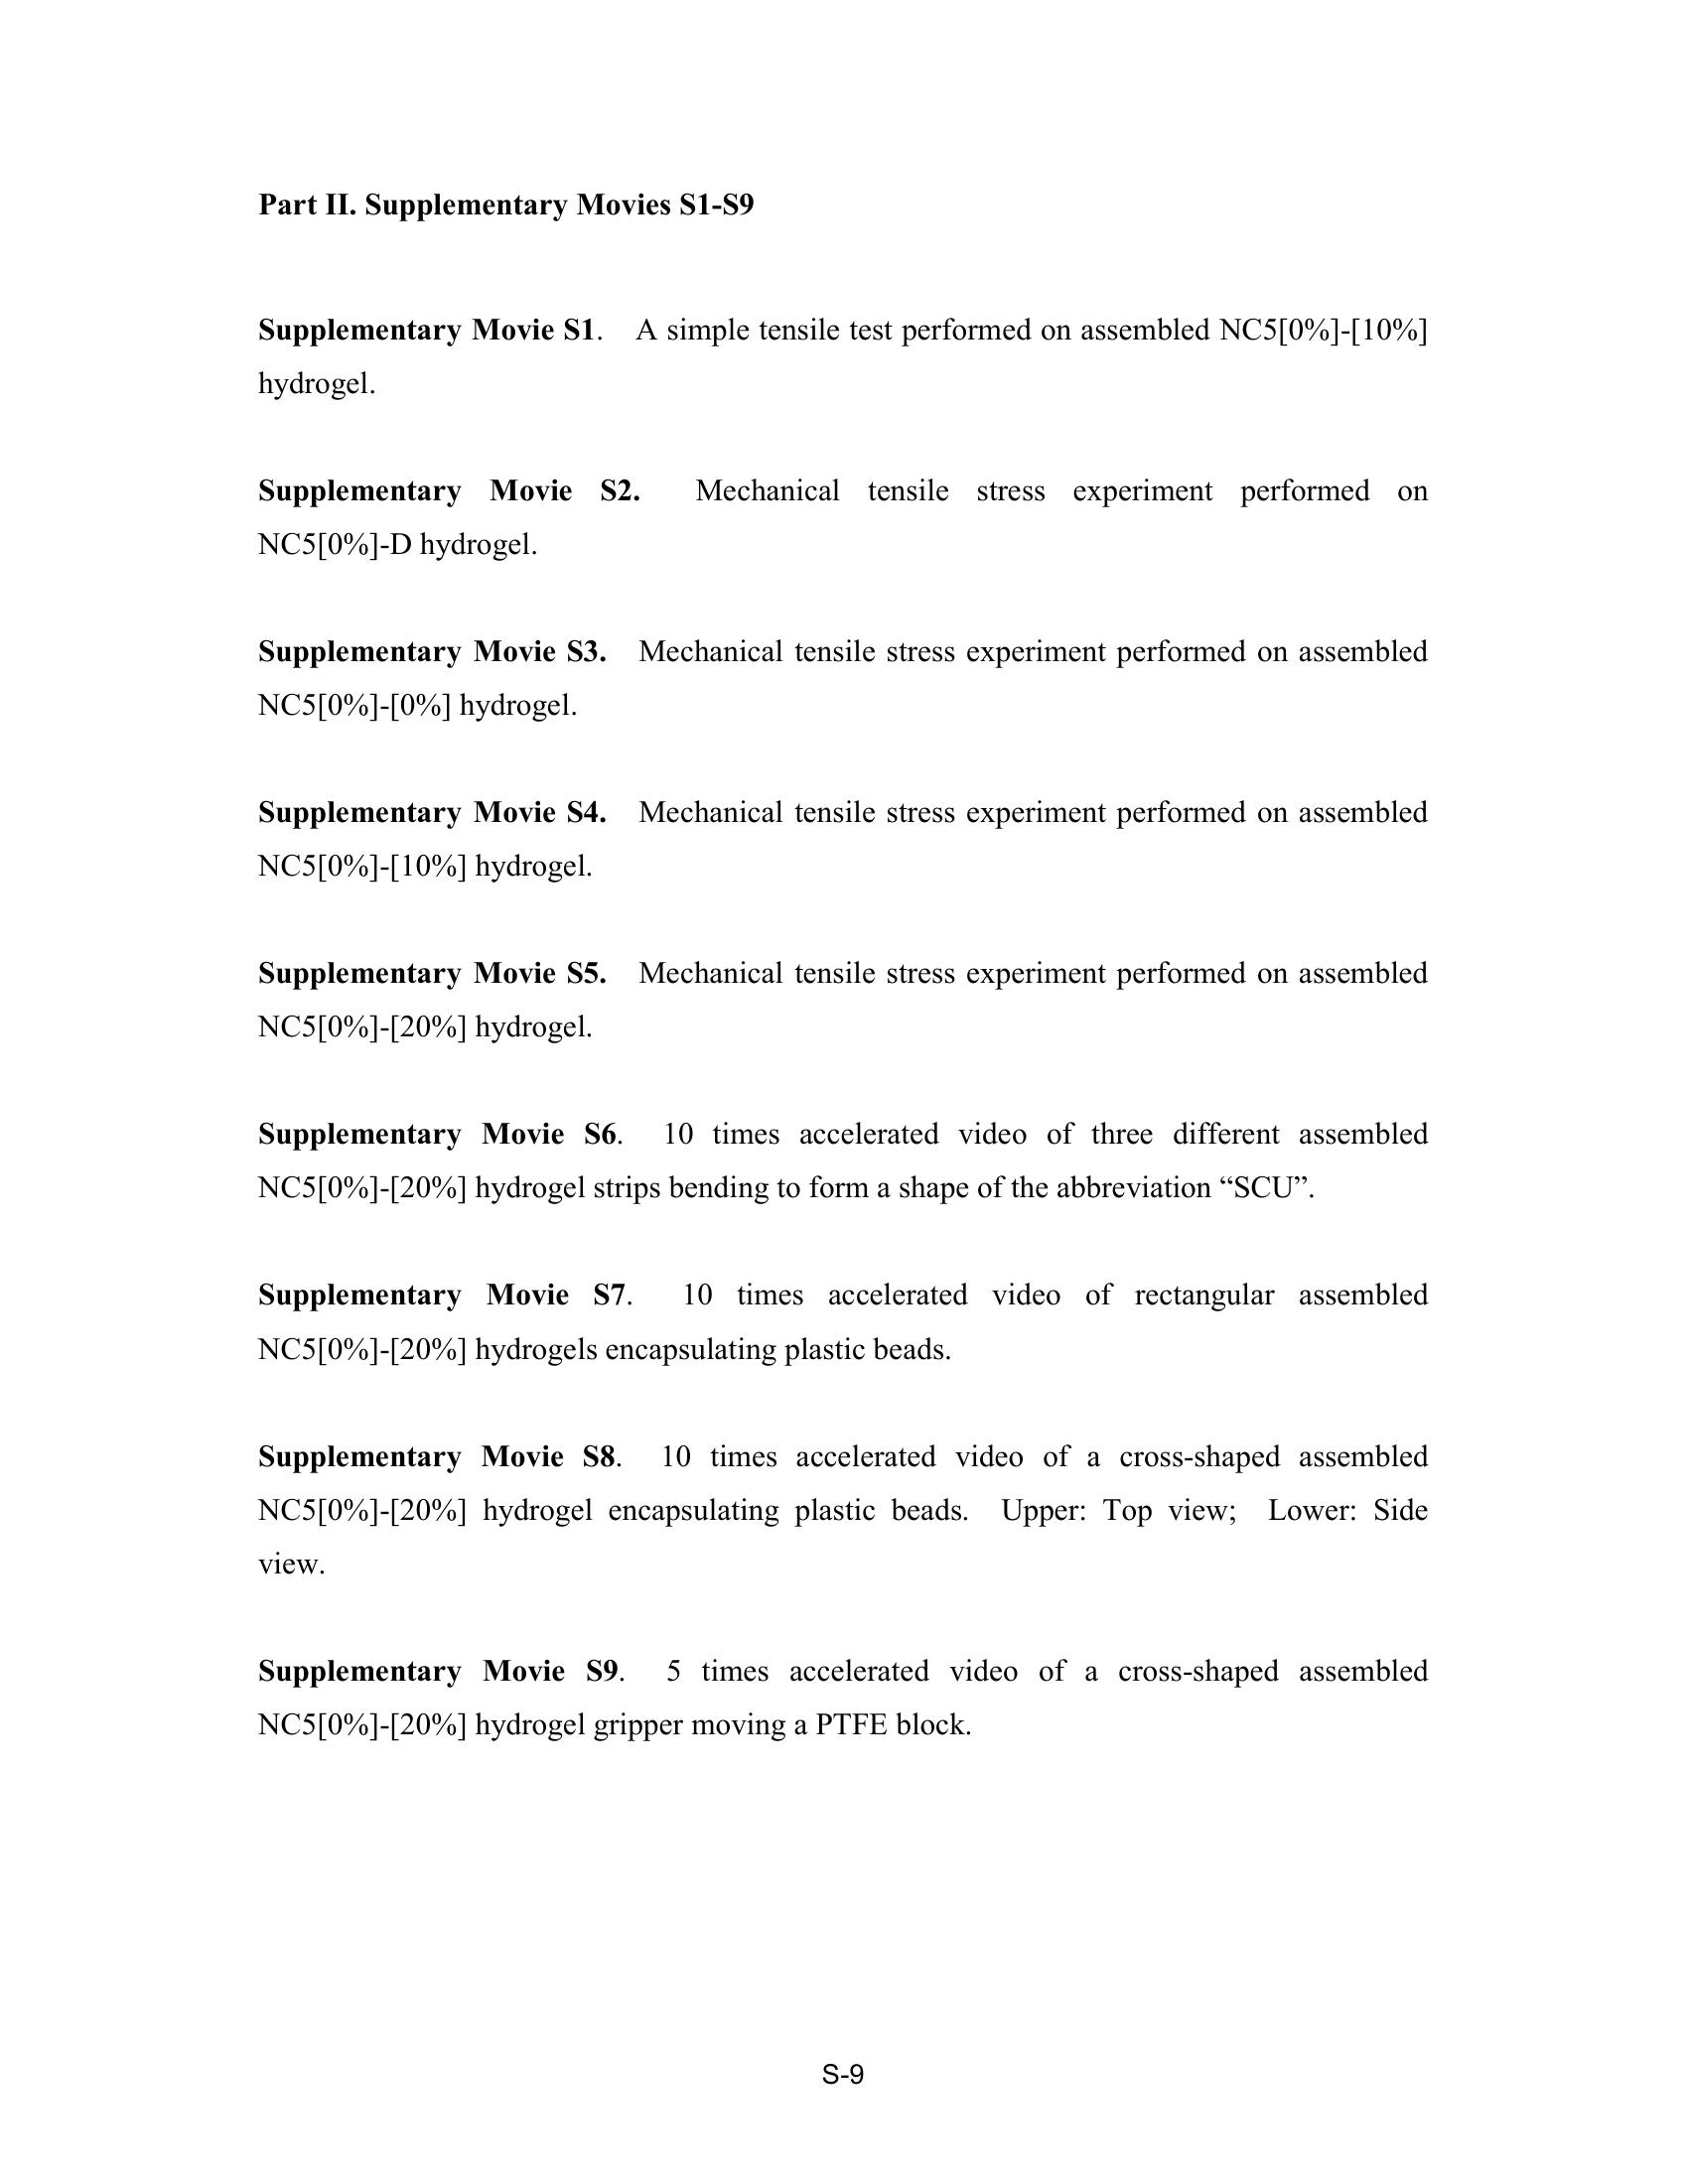 Part II. Supplementary Movies S1-S9
Supplementary Movie S1. A simple tensile test performed on assembled NC5[0%]-[10%]
hydrogel.
Supplementary Movie S2. Mechanical tensile stress experiment performed on
NC5[0%]-D hydrogel.
Supplementary Movie S3. Mechanical tensile stress experiment performed on assembled
NC5[0%]-[0%] hydrogel.
Supplementary Movie S4. Mechanical tensile stress experiment performed on assembled
NC5[0%]-[10%] hydrogel.
Supplementary Movie S5. Mechanical tensile stress experiment performed on assembled
NC5[0%]-[20%] hydrogel.
Supplementary Movie S6. 10 times accelerated video of three different assembled
NC5[0%]-[20%] hydrogel strips bending to form a shape of the abbreviation “SCU”.
Supplementary Movie S7. 10 times accelerated video of rectangular assembled
NC5[0%]-[20%] hydrogels encapsulating plastic beads.
Supplementary Movie S8. 10 times accelerated video of a cross-shaped assembled
NC5[0%]-[20%] hydrogel encapsulating plastic beads. Upper: Top view; Lower: Side
view.
Supplementary Movie S9. 5 times accelerated video of a cross-shaped assembled
NC5[0%]-[20%] hydrogel gripper moving a PTFE block.
S-9